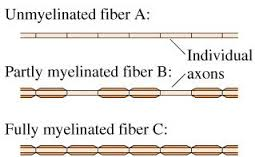 Unmyelinated fiber A:
Individual
axons
Partly myelinated fiber B:
Fully myelinated fiber C: